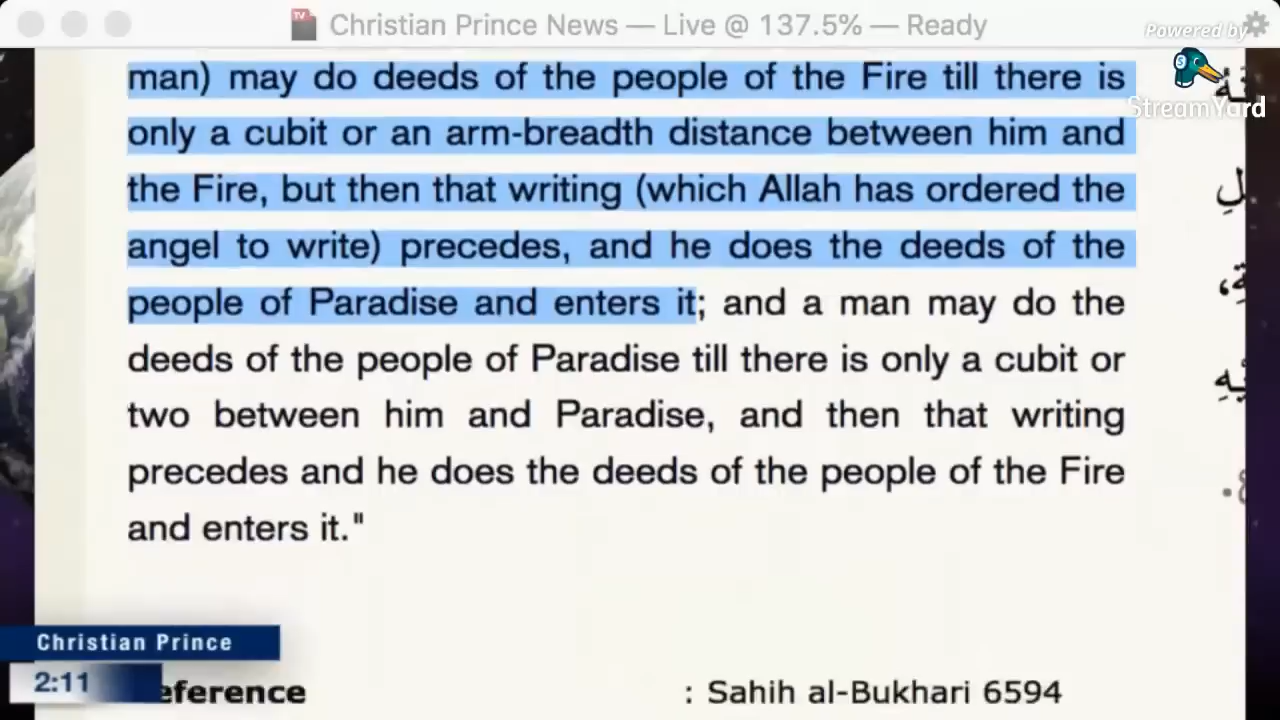 Christian Prince News — Live @ 137.5% — Ready
Powered by
StreamYard
man) may do deeds of the people of the Fire till there is
only a cubit or an arm-breadth distance between him and
the Fire, but then that writing (which Allah has ordered the
angel to write) precedes, and he does the deeds of the
people of Paradise and enters it; and a man may do the
deeds of the people of Paradise till there is only a cubit or
two between him and Paradise, and then that writing
precedes and he does the deeds of the people of the Fire
and enters it."
Christian Prince
2:11
eference : Sahih al-Bukhari 6594